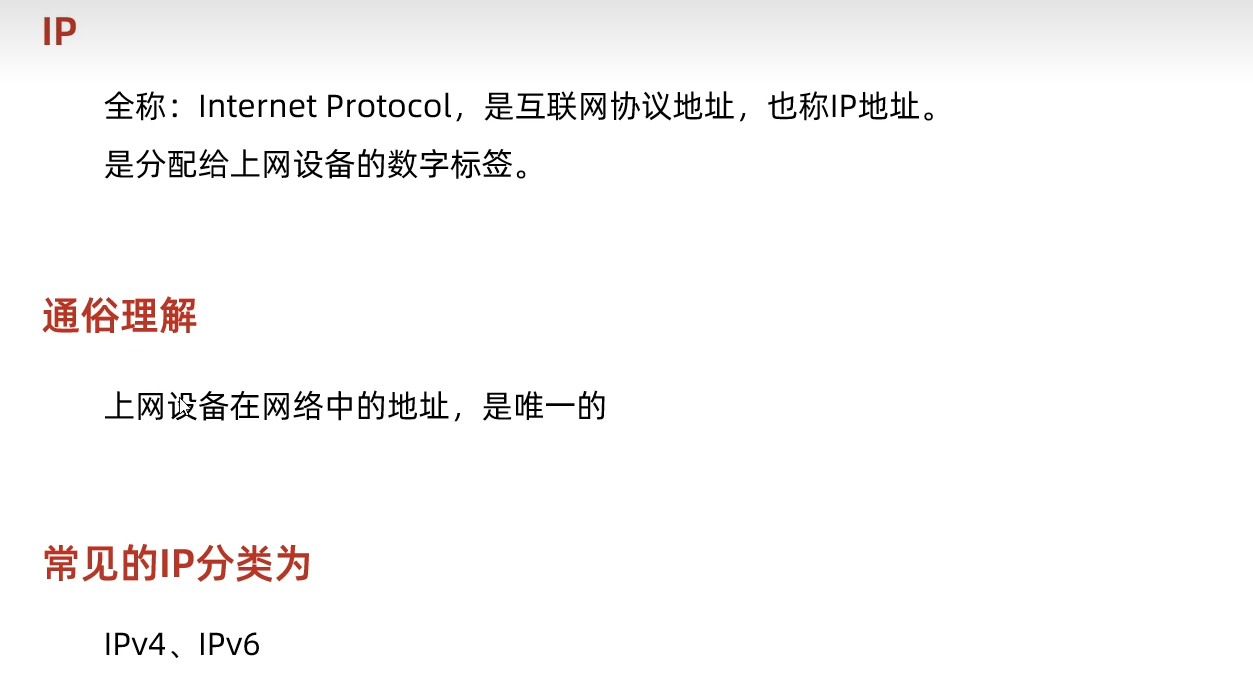 IP
全称：Internet Protocol，是互联网协议地址，也称IP地址。
是分配给上网设备的数字标签。
通俗理解
上网设备在网络中的地址，是唯一的
常见的IP分类为
IPv4、IPv6